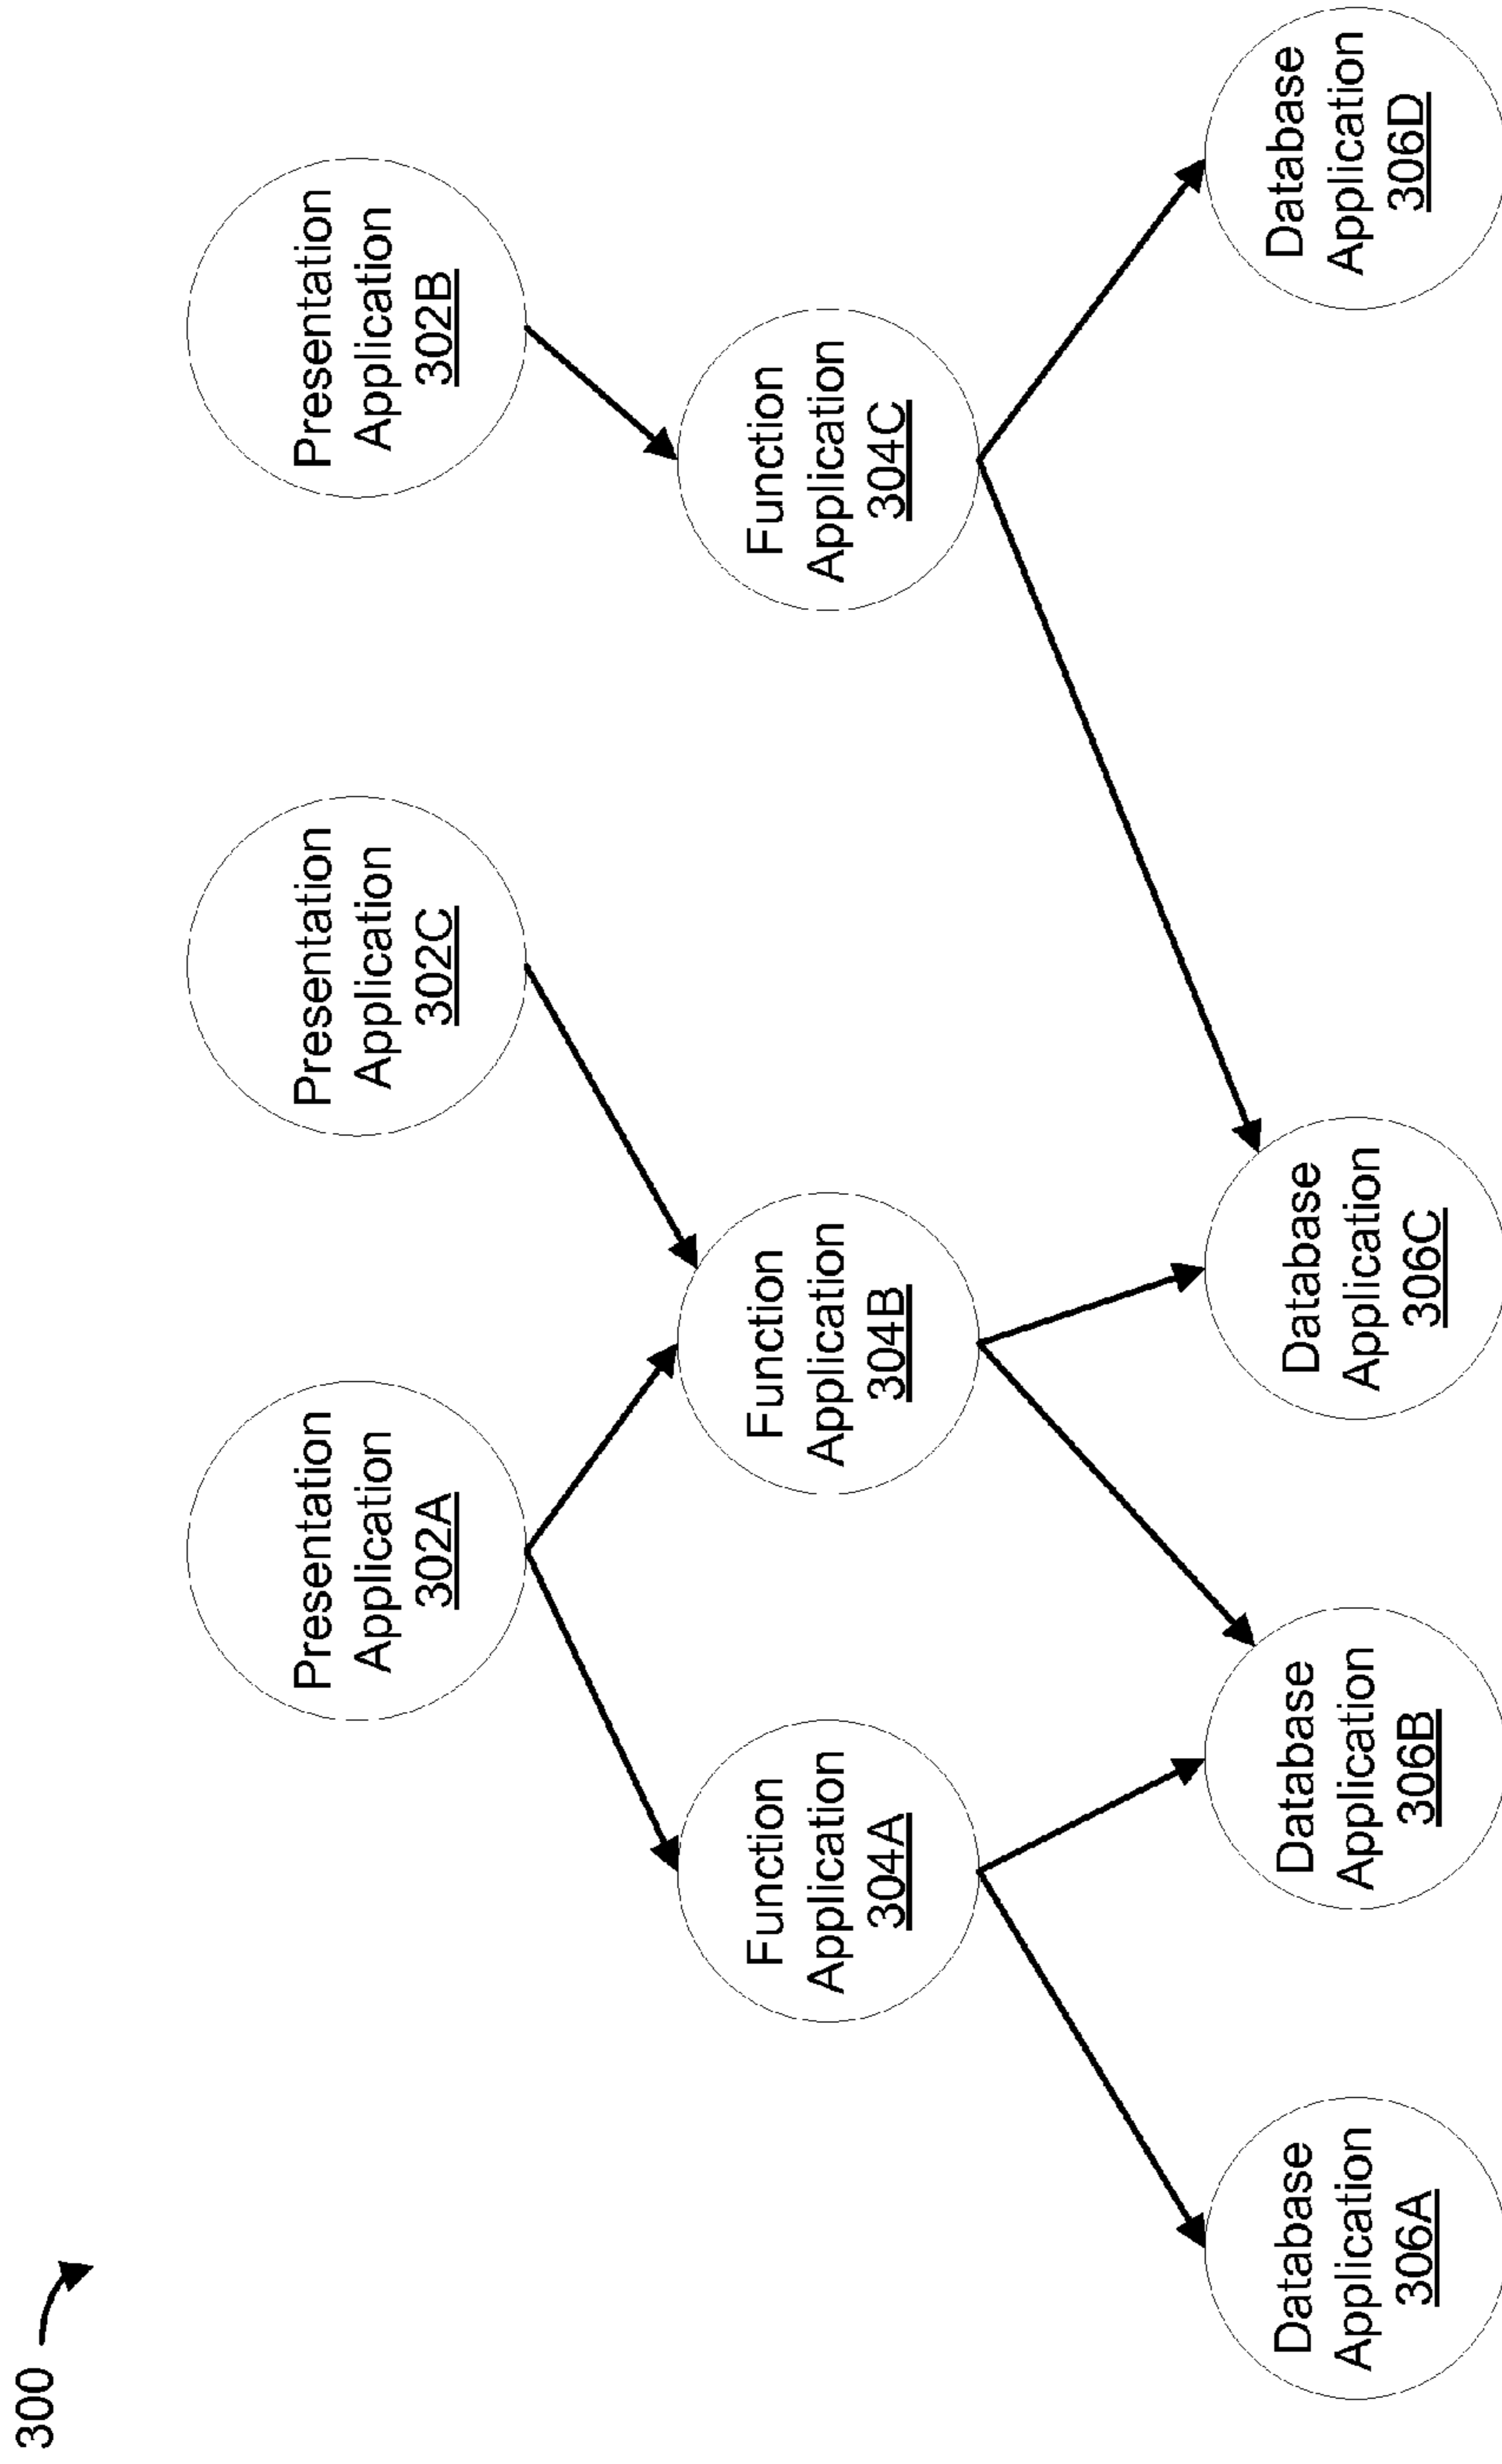 300
Presentation
Application
302A
Presentation
Application
302C
Presentation
Application
302B
Function
Application
304A
Function
Application
304B
Function
Application
304C
Database
Application
306A
Database
Application
306B
Database
Application
306C
Database
Application
306D